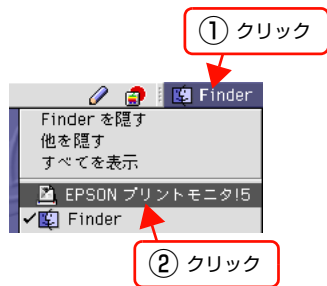 ① クリック
Finder
Finder を隠す
他を隠す
すべてを表示
EPSON プリントモニタ!5
✓ Finder
② クリック